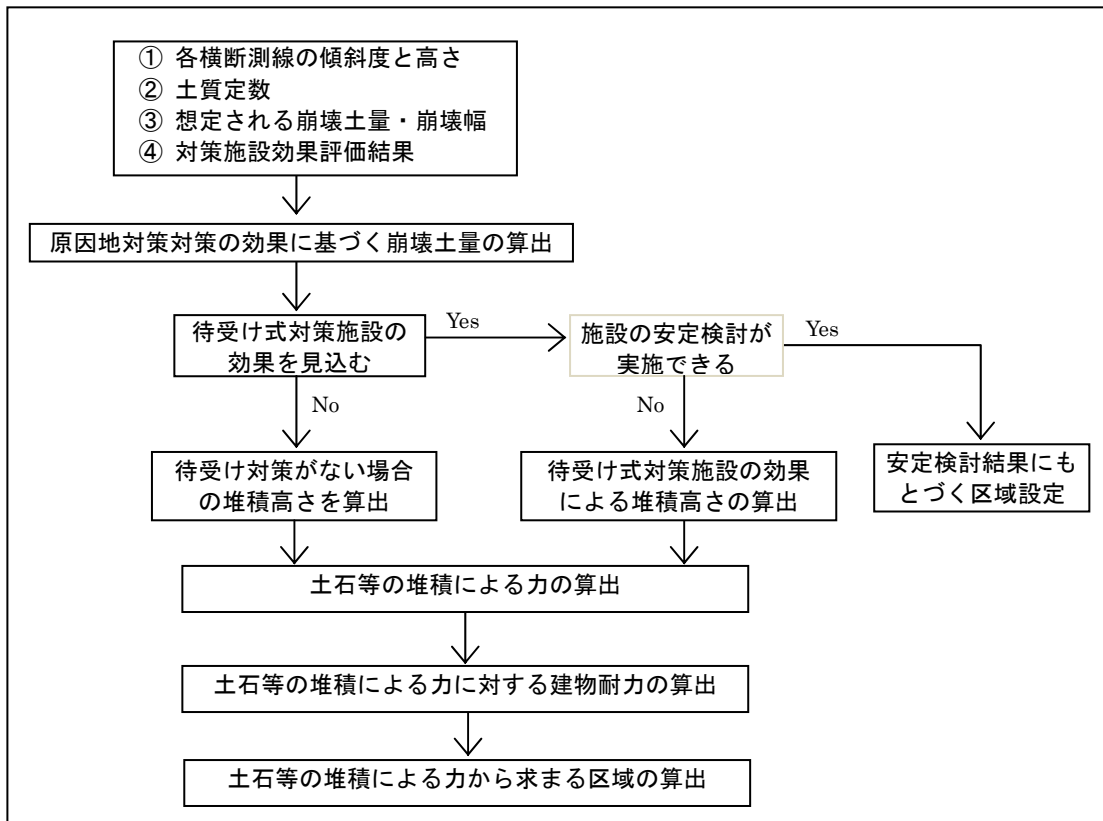 ① 各横断測線の傾斜度と高さ
② 土質定数
③ 想定される崩壊土量・崩壊幅
④ 対策施設効果評価結果
原因地対策対策の効果に基づく崩壊土量の算出
待受け式対策施設の
効果を見込む
Yes
施設の安定検討が
実施できる
Yes
No
No
待受け対策がない場合
の堆積高さを算出
待受け式対策施設の効果
による堆積高さの算出
安定検討結果にも
とづく区域設定
土石等の堆積による力の算出
土石等の堆積による力に対する建物耐力の算出
土石等の堆積による力から求まる区域の算出